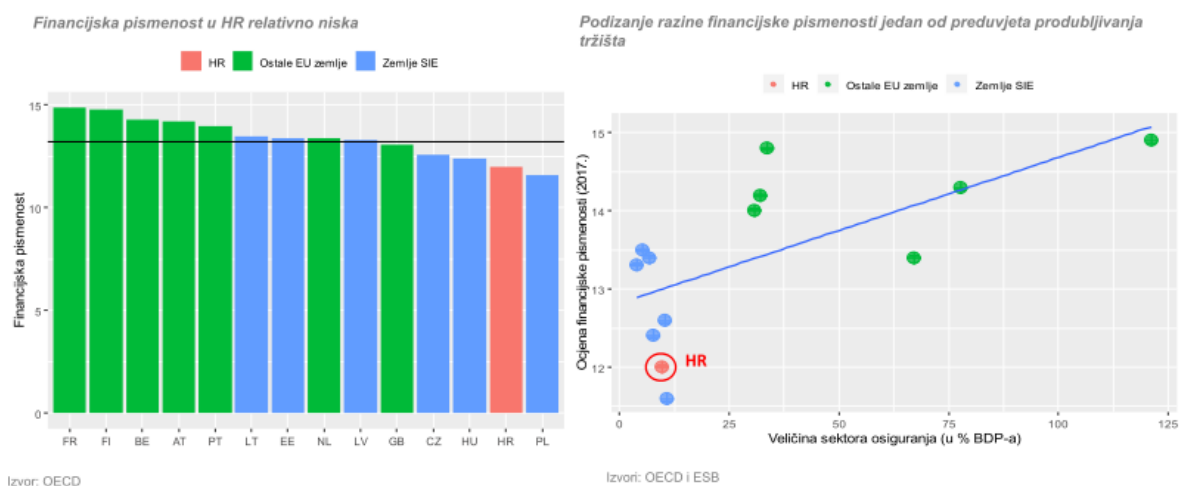 Financijska pismenost u HR relativno niska
HR Ostale EU zemlje Zemlje SIE
Financijska pismenost
15
10
5
0
FR FI BE AT PT LT EE NL LV GB CZ HU HR PL
Izvor: OECD
Podizanje razine financijske pismenosti jedan od preduvjeta produbljivanja
tržišta
HR Ostale EU zemlje Zemlje SIE
Ocjena financijske pismenosti (2017.)
15
14
13
12
HR
0 25 50 75 100 125
Veličina sektora osiguranja (u % BDP-a)
Izvori: OECD i ESB